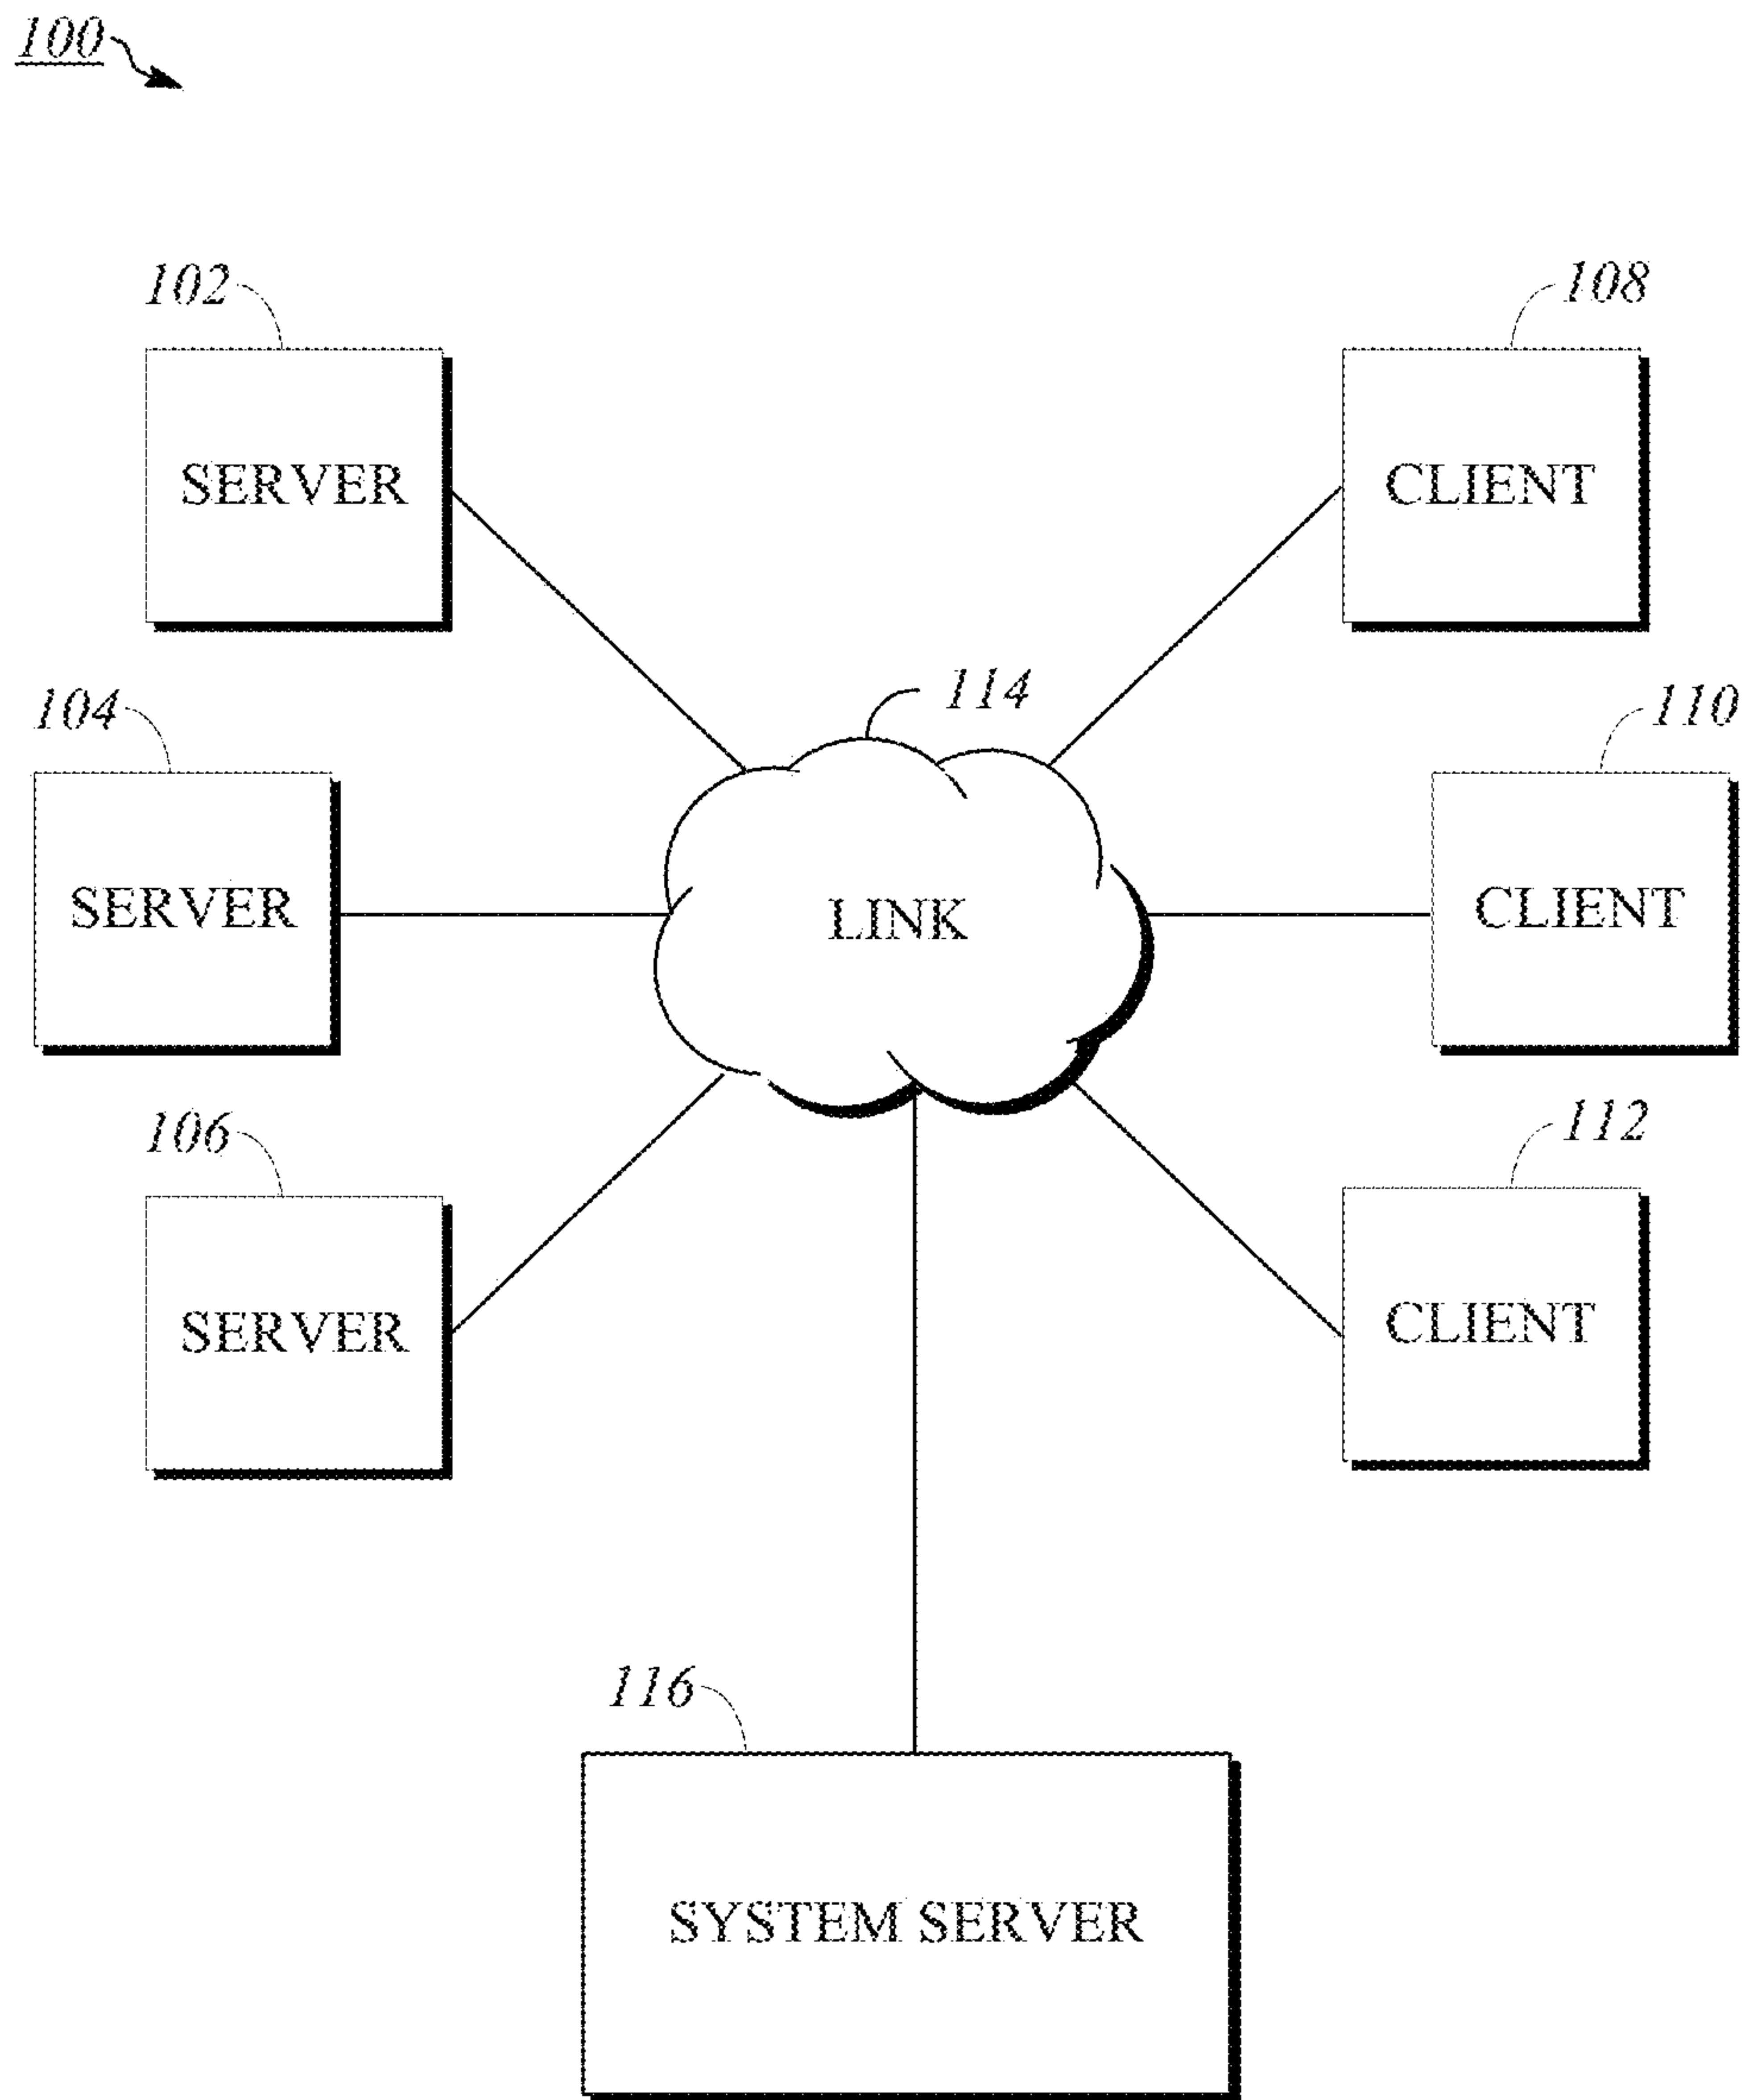 100
102
108
SERVER
CLIENT
104
114
110
SERVER
LINK
CLIENT
106
112
SERVER
CLIENT
116
SYSTEM SERVER